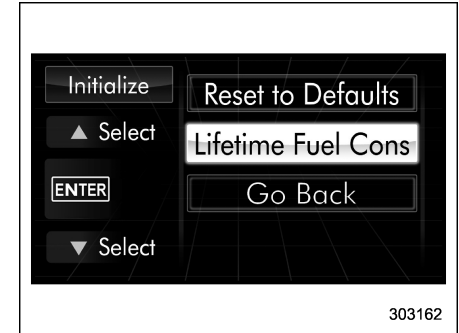 Initialize
▲ Select
ENTER
▼ Select
Reset to Defaults
Lifetime Fuel Cons
Go Back
303162